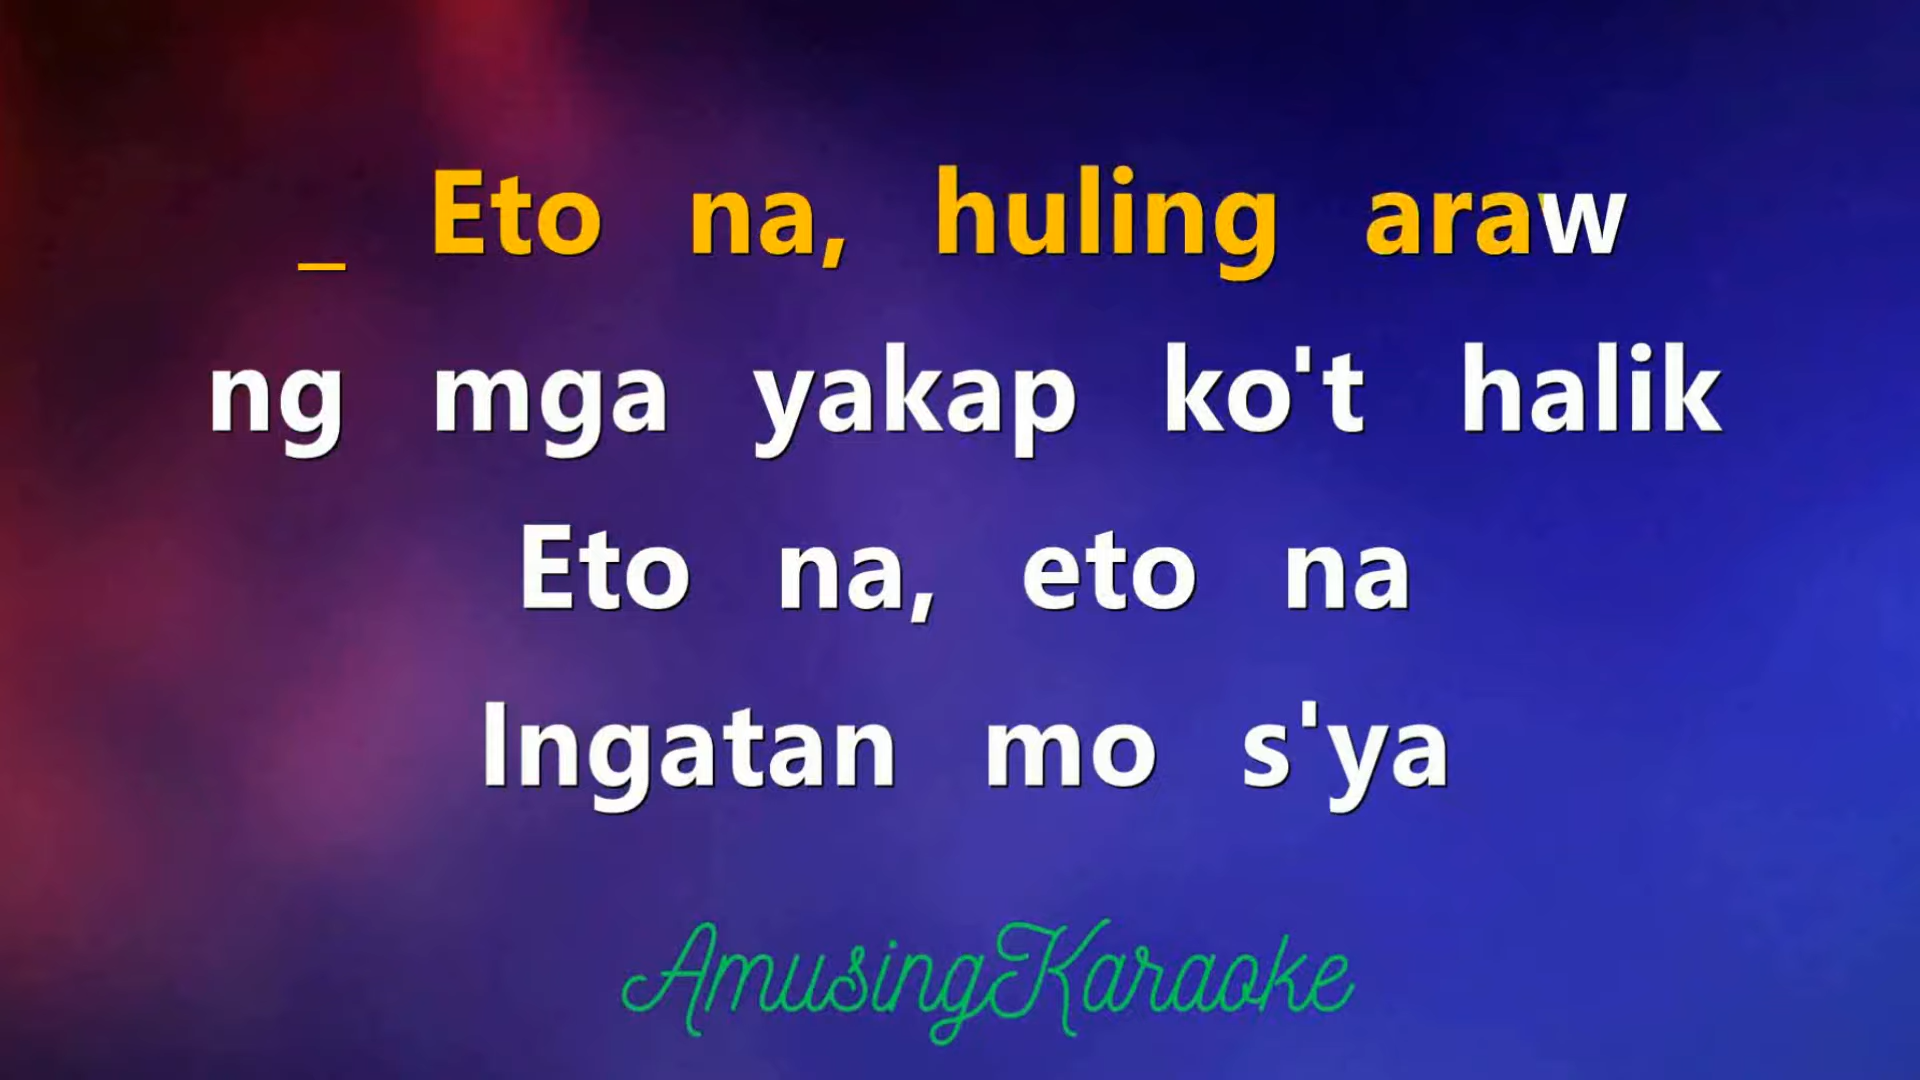 _ Eto na, huling araw
ng mga yakap ko't halik
Eto na, eto na
Ingatan mo s'ya
AmusingKaraoke